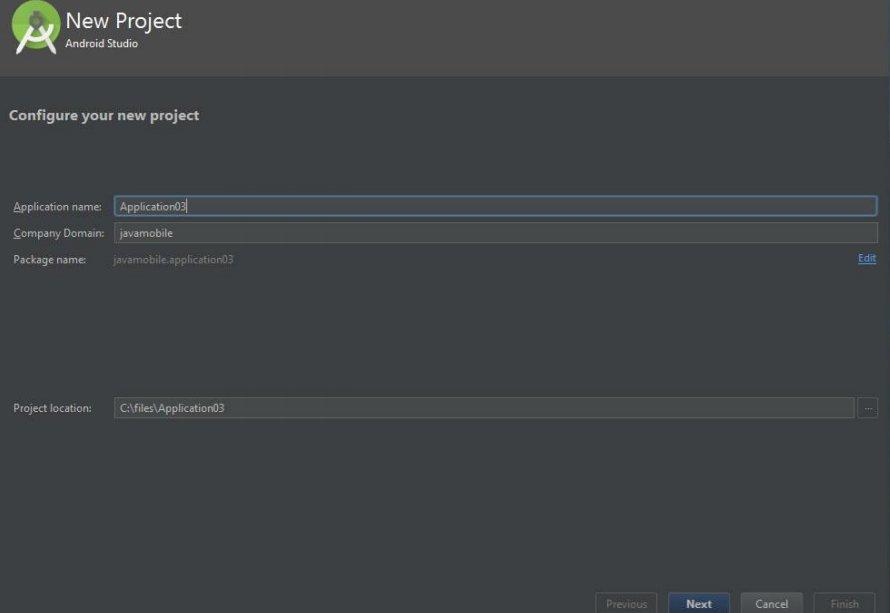 New Project
Android Studio
Configure your new project
Application name: Application03
Company Domain: javamobile
Package name: javamobile.application03 Edit
Project location: C:\files\Application03 ...
Previous Next Cancel Finish